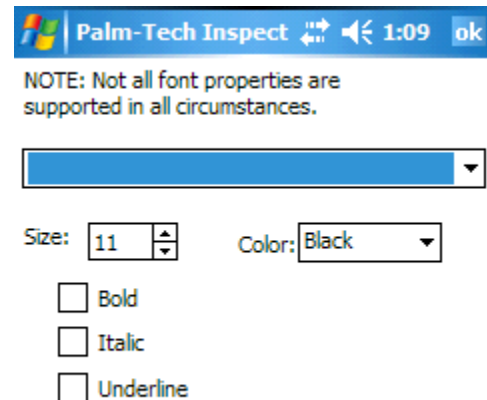 Palm-Tech Inspect 1:09 ok
NOTE: Not all font properties are
supported in all circumstances.
Size: 11 Color: Black
Bold
Italic
Underline